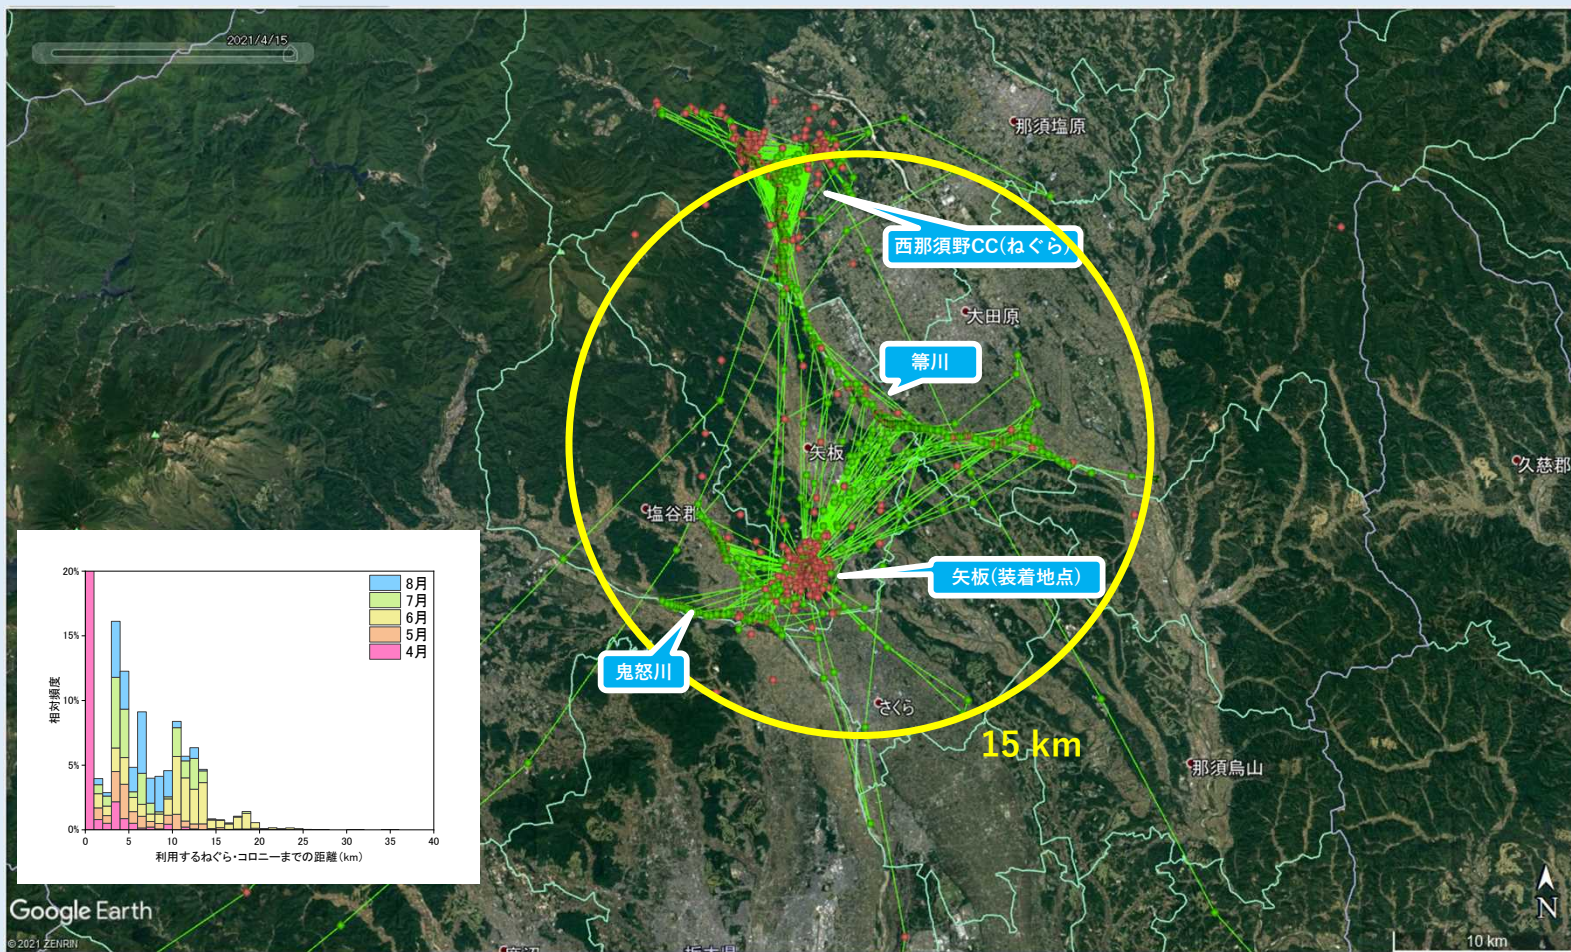 2021/4/15
那須塩原
西那須野CC(ねぐら)
大田原
箒川
矢板
久慈郡
塩谷郡
矢板(装着地点)
鬼怒川
さくら
15 km
那須烏山
20%
15%
10%
5%
0%
相対頻度
8月
7月
6月
5月
4月
0 5 10 15 20 25 30 35 40
利用するねぐら・コロニーまでの距離(km)
Google Earth
© 2021 ZENRIN
N
10 km